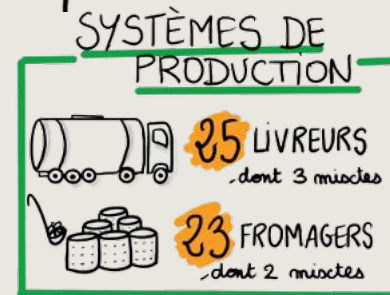 SYSTÈMES DE
PRODUCTION
25 LIVREURS
dont 3 mixtes
23 FROMAGERS
dont 2 mixtes